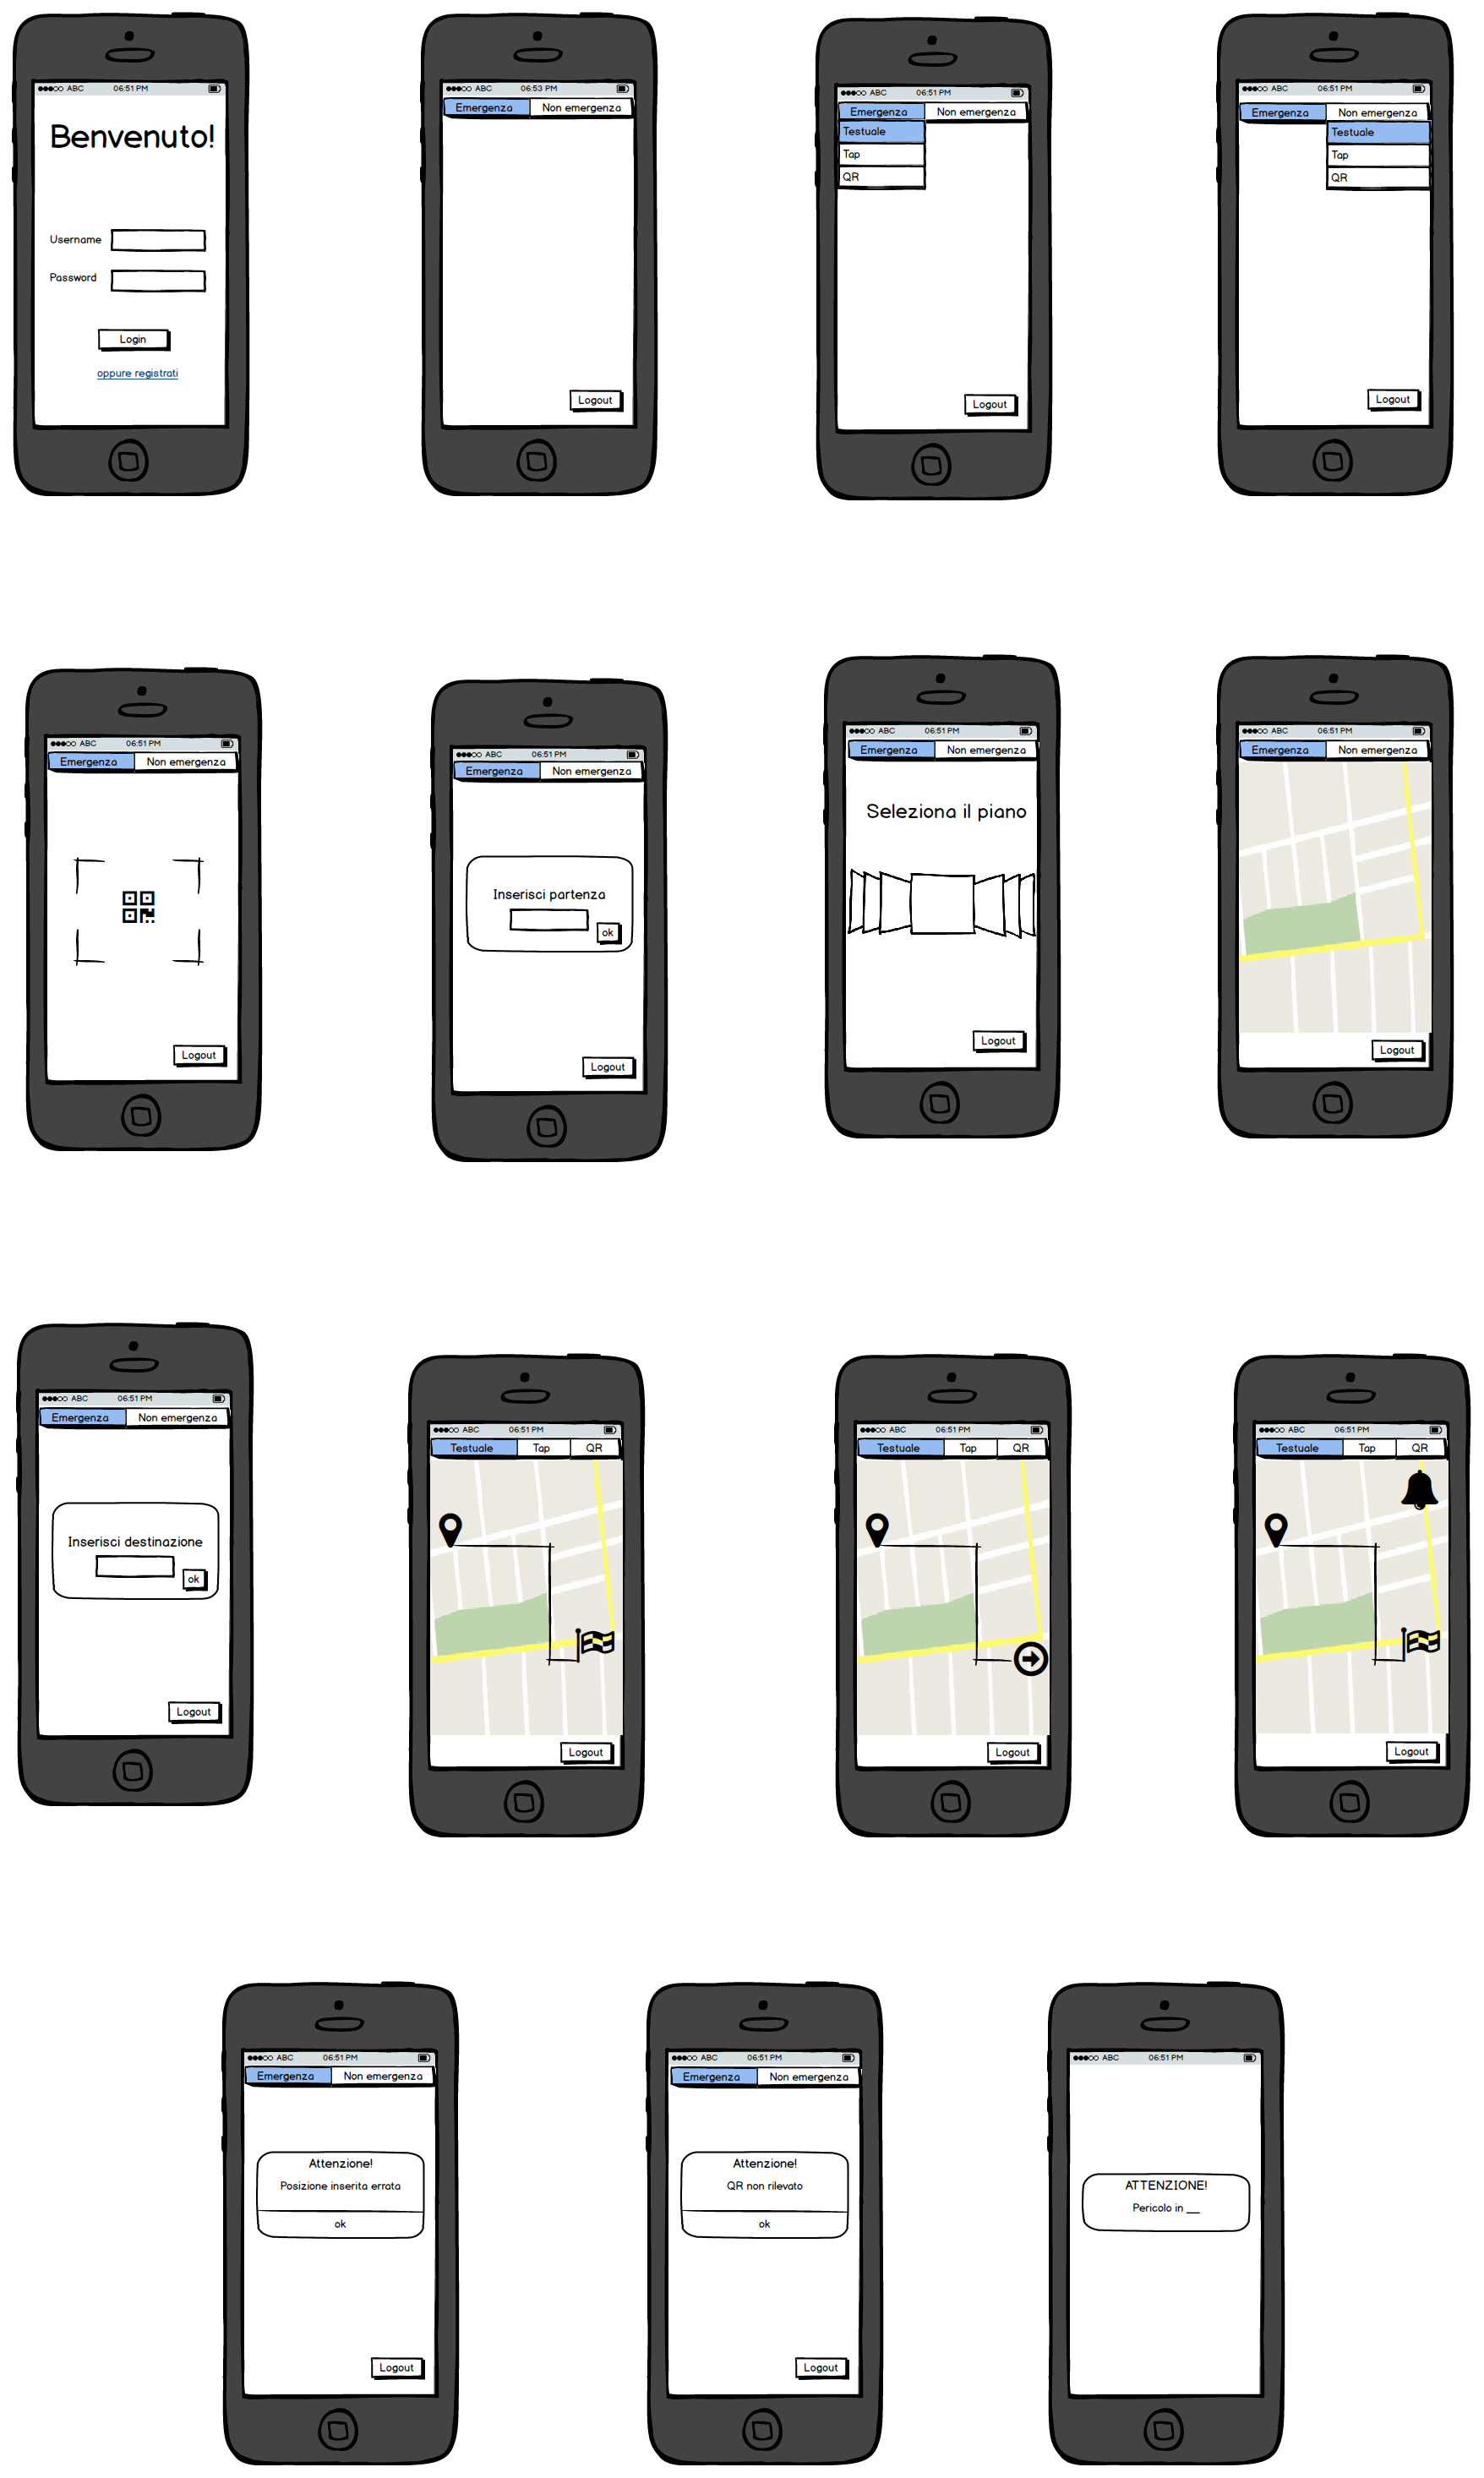 ●●●○○ ABC 06:51 PM
Benvenuto!
Username
Password
Login
oppure registrati
●●●○○ ABC 06:53 PM
Emergenza Non emergenza
Logout
●●●○○ ABC 06:51 PM
Emergenza Non emergenza
Testuale
Tap
QR
Logout
●●●○○ ABC 06:51 PM
Emergenza Non emergenza
Testuale
Tap
QR
Logout
●●●○○ ABC 06:51 PM
Emergenza Non emergenza
Logout
●●●○○ ABC 06:51 PM
Emergenza Non emergenza
Inserisci partenza
ok
Logout
●●●○○ ABC 06:51 PM
Emergenza Non emergenza
Seleziona il piano
Logout
●●●○○ ABC 06:51 PM
Emergenza Non emergenza
Logout
●●●○○ ABC 06:51 PM
Emergenza Non emergenza
Inserisci destinazione
ok
Logout
●●●○○ ABC 06:51 PM
Testuale Tap QR
Logout
●●●○○ ABC 06:51 PM
Testuale Tap QR
Logout
●●●○○ ABC 06:51 PM
Testuale Tap QR
Logout
●●●○○ ABC 06:51 PM
Emergenza Non emergenza
Attenzione!
Posizione inserita errata
ok
Logout
●●●○○ ABC 06:51 PM
Emergenza Non emergenza
Attenzione!
QR non rilevato
ok
Logout
●●●○○ ABC 06:51 PM
ATTENZIONE!
Pericolo in __